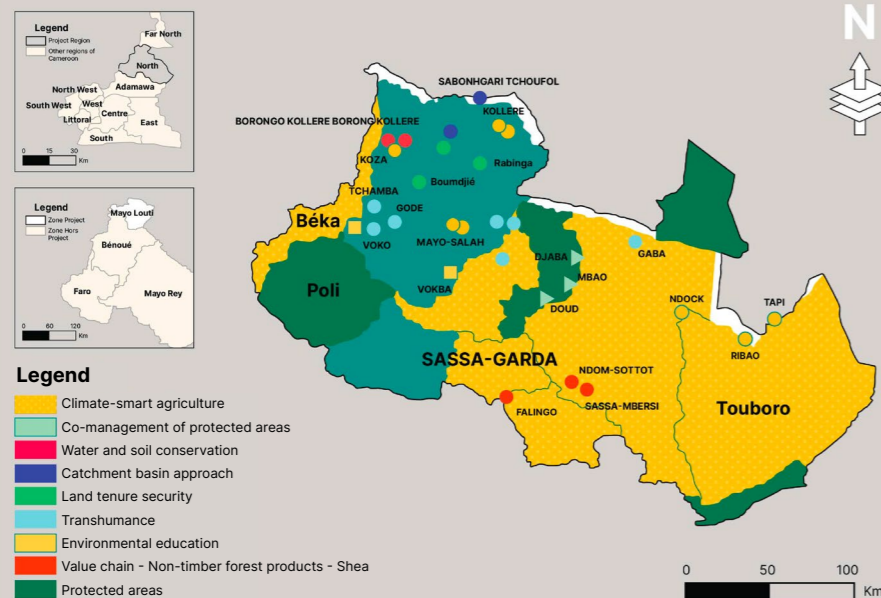 Legend
Project Region
Other regions of
Cameroon
Far North
North
Adamawa
North West
South West
West
Centre
Littoral
East
South
0 15 30
Km
Legend
Zone Project
Zone Hors
Project
Mayo Louti
Bénoué
Faro
Mayo Rey
0 60 120
Km
N
SABONHGARI TCHOUFOL
KOLLERE
BORONGO KOLLERE BORONG KOLLERE
KOZA
Rabinga
Boumdjié
TCHAMBA
GODE
Béka
VOKO
MAYO-SALAH
GABA
DJABA
MBAO
VOKBA
Poli
DOUD
NDOCK
TAPI
RIBAO
SASSA-GARDA
NDOM-SOTTOT
SASSA-MBERSI
FALINGO
Touboro
Legend
Climate-smart agriculture
Co-management of protected areas
Water and soil conservation
Catchment basin approach
Land tenure security
Transhumance
Environmental education
Value chain - Non-timber forest products - Shea
Protected areas
0 50 100
Km